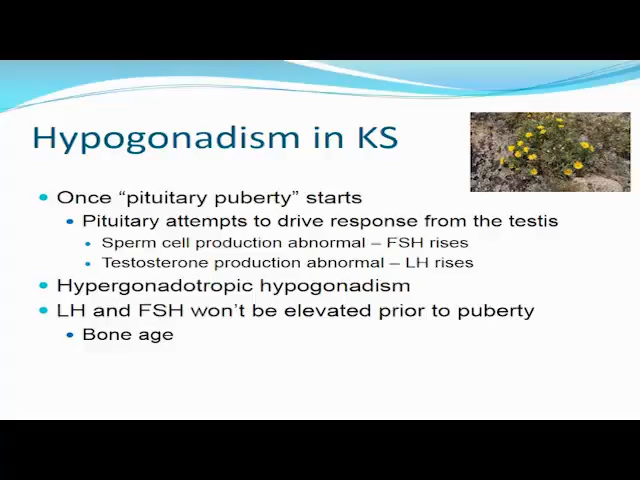 Hypogonadism in KS
Once “pituitary puberty” starts
Pituitary attempts to drive response from the testis
Sperm cell production abnormal – FSH rises
Testosterone production abnormal – LH rises
Hypergonadotropic hypogonadism
LH and FSH won’t be elevated prior to puberty
Bone age